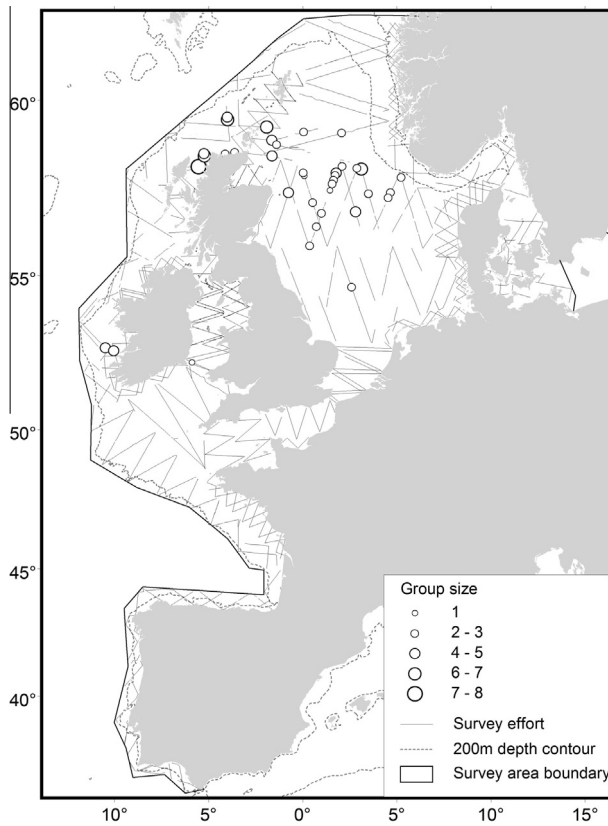 60°
55°
50°
45°
40°
Group size
1
2 - 3
4 - 5
6 - 7
7 - 8
Survey effort
200m depth contour
Survey area boundary
10° 5° 0° 5° 10° 15°